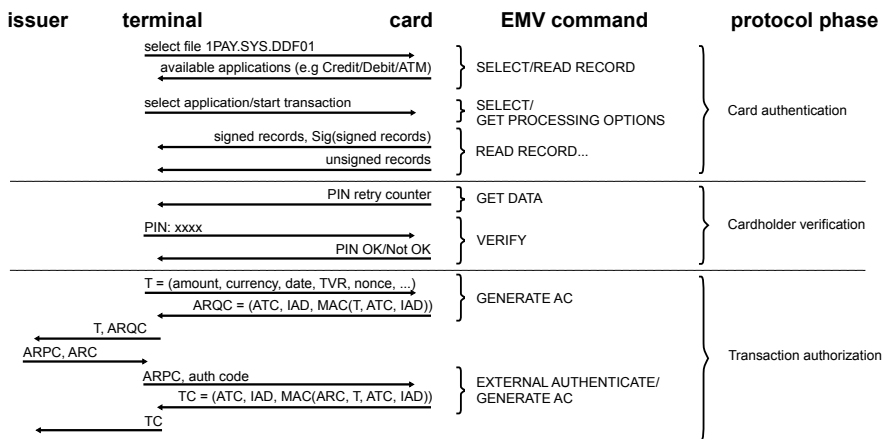 issuer terminal card EMV command protocol phase
select file 1PAY.SYS.DDF01
available applications (e.g Credit/Debit/ATM)
SELECT/READ RECORD
select application/start transaction
SELECT/
GET PROCESSING OPTIONS
Card authentication
signed records, Sig(signed records)
unsigned records
READ RECORD...
PIN retry counter
GET DATA
PIN: xxxx
PIN OK/Not OK
VERIFY
Cardholder verification
T = (amount, currency, date, TVR, nonce, ...)
ARQC = (ATC, IAD, MAC(T, ATC, IAD))
GENERATE AC
T, ARQC
ARPC, ARC
Transaction authorization
ARPC, auth code
TC = (ATC, IAD, MAC(ARC, T, ATC, IAD))
EXTERNAL AUTHENTICATE/
GENERATE AC
TC